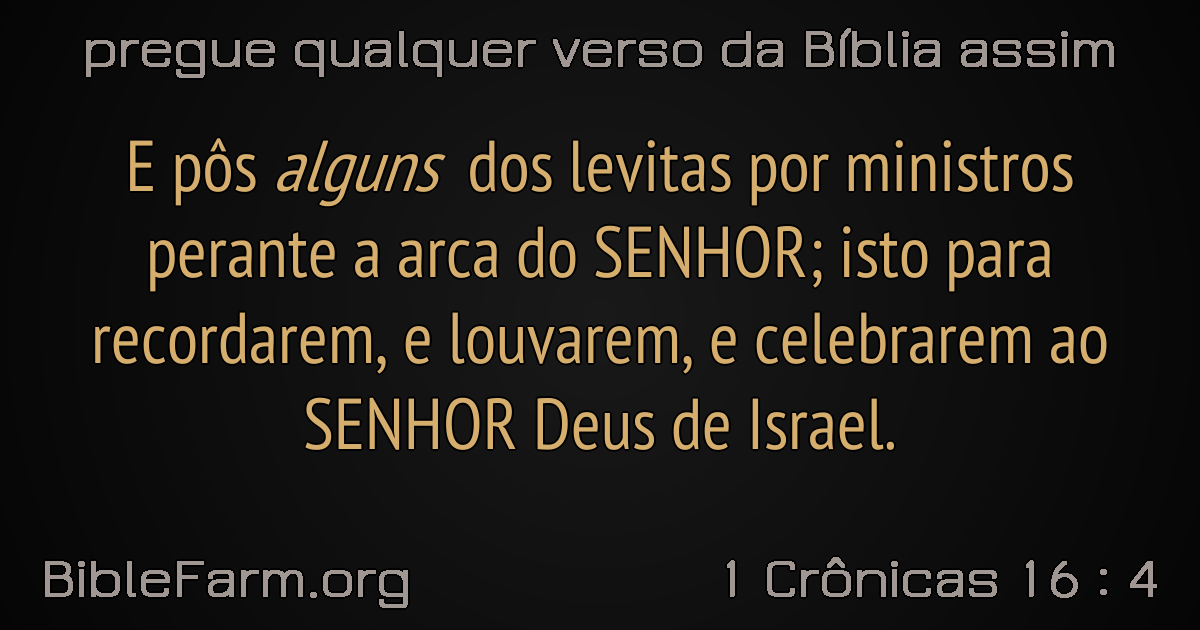 pregue qualquer verso da Bíblia assim
E pôs alguns dos levitas por ministros
perante a arca do SENHOR; isto para
recordarem, e louvarem, e celebrarem ao
SENHOR Deus de Israel.
BibleFarm.org
1 Crônicas 16 : 4